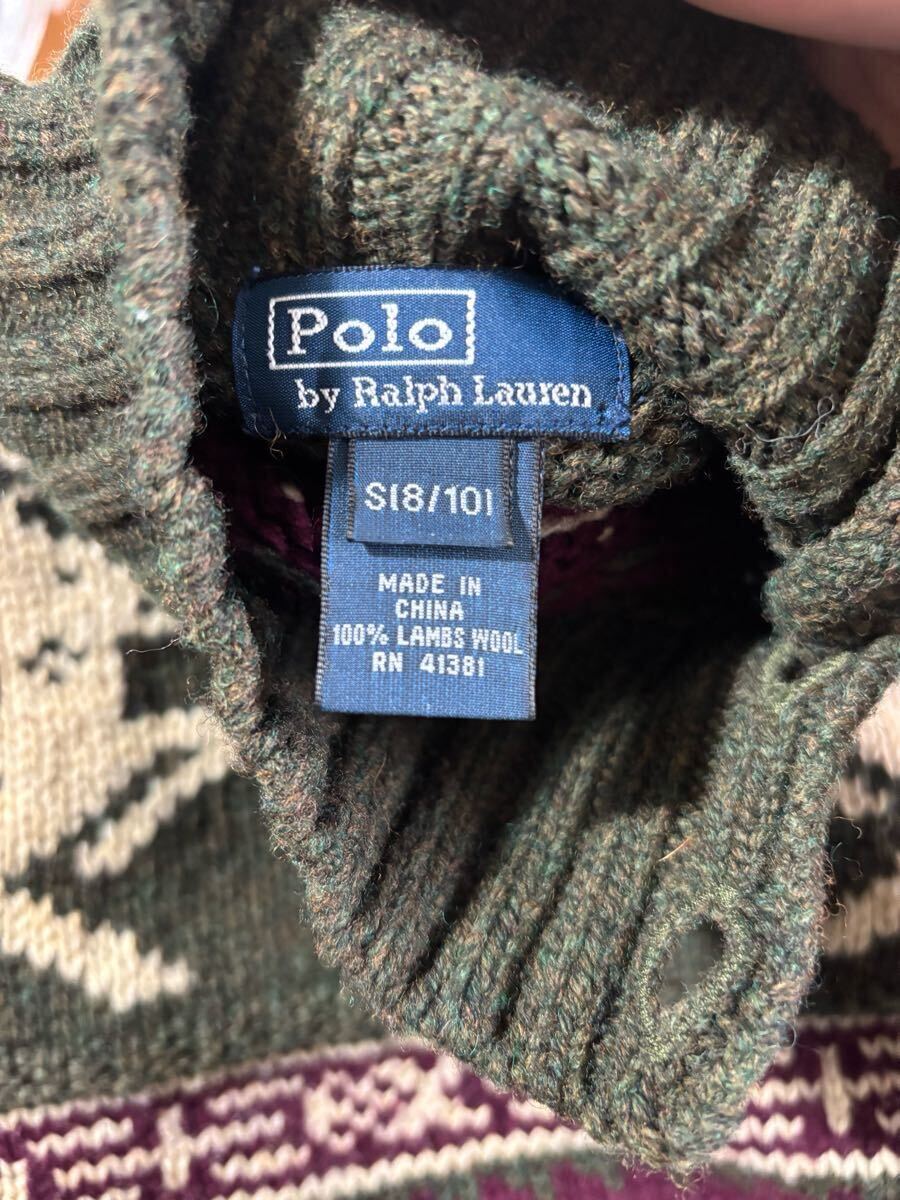 Polo
by Ralph Lauren
S(8/10)
MADE IN
CHINA
100% LAMBS WOOL
RN 41381